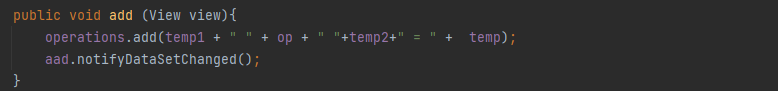 public void add (View view){
operations.add(temp1 + " " + op + " "+temp2+" = " +  temp);
aad.notifyDataSetChanged();
}